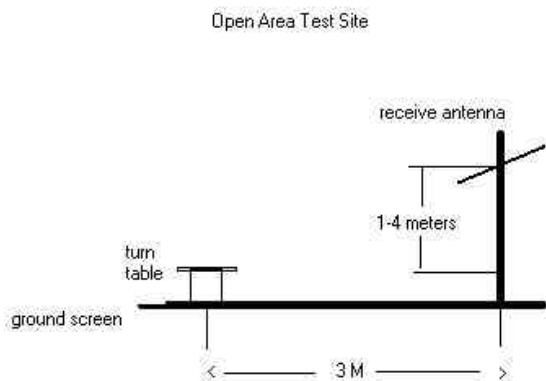 Open Area Test Site
receive antenna
1-4 meters
turn
table
ground screen
3 M